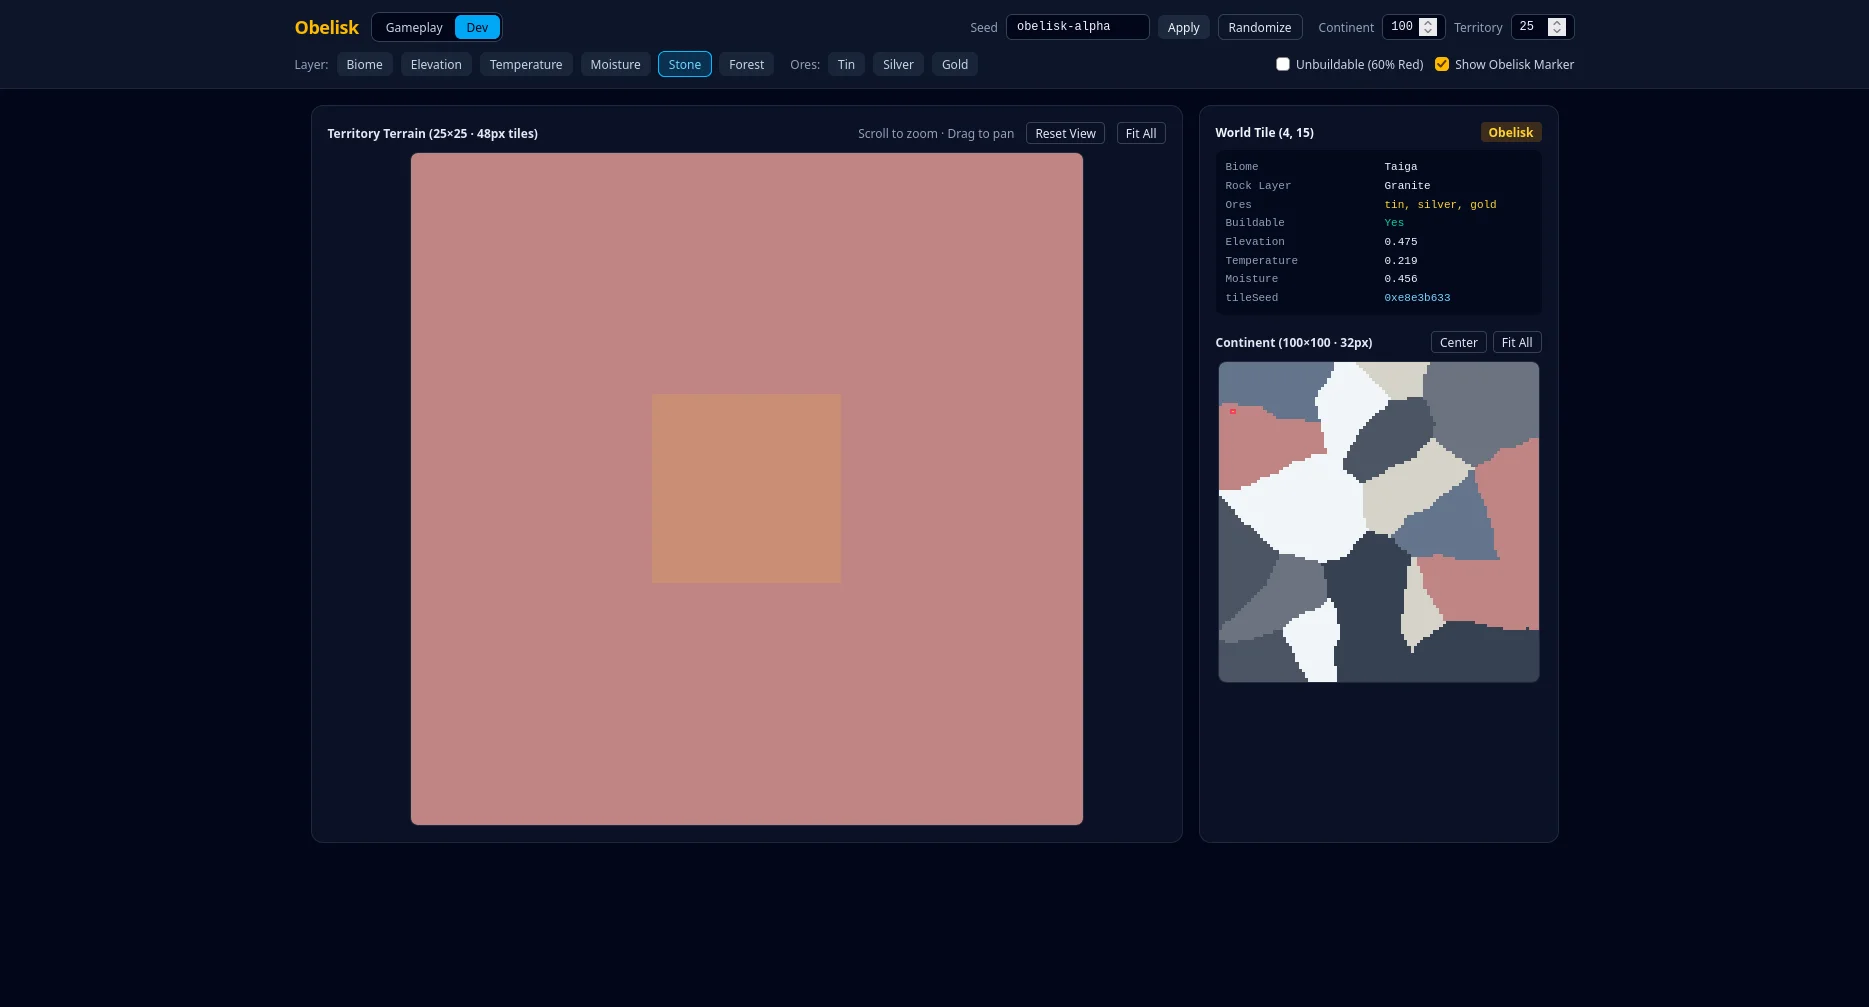 Obelisk Gameplay Dev Seed obelisk-alpha Apply Randomize Continent 100 Territory 25
Layer: Biome Elevation Temperature Moisture Stone Forest Ores: Tin Silver Gold Unbuildable (60% Red) Show Obelisk Marker
Territory Terrain (25×25 · 48px tiles) Scroll to zoom · Drag to pan Reset View Fit All
World Tile (4, 15) Obelisk
Biome Taiga
Rock Layer Granite
Ores tin, silver, gold
Buildable Yes
Elevation 0.475
Temperature 0.219
Moisture 0.456
tileSeed 0xe8e3b633
Continent (100×100 · 32px) Center Fit All